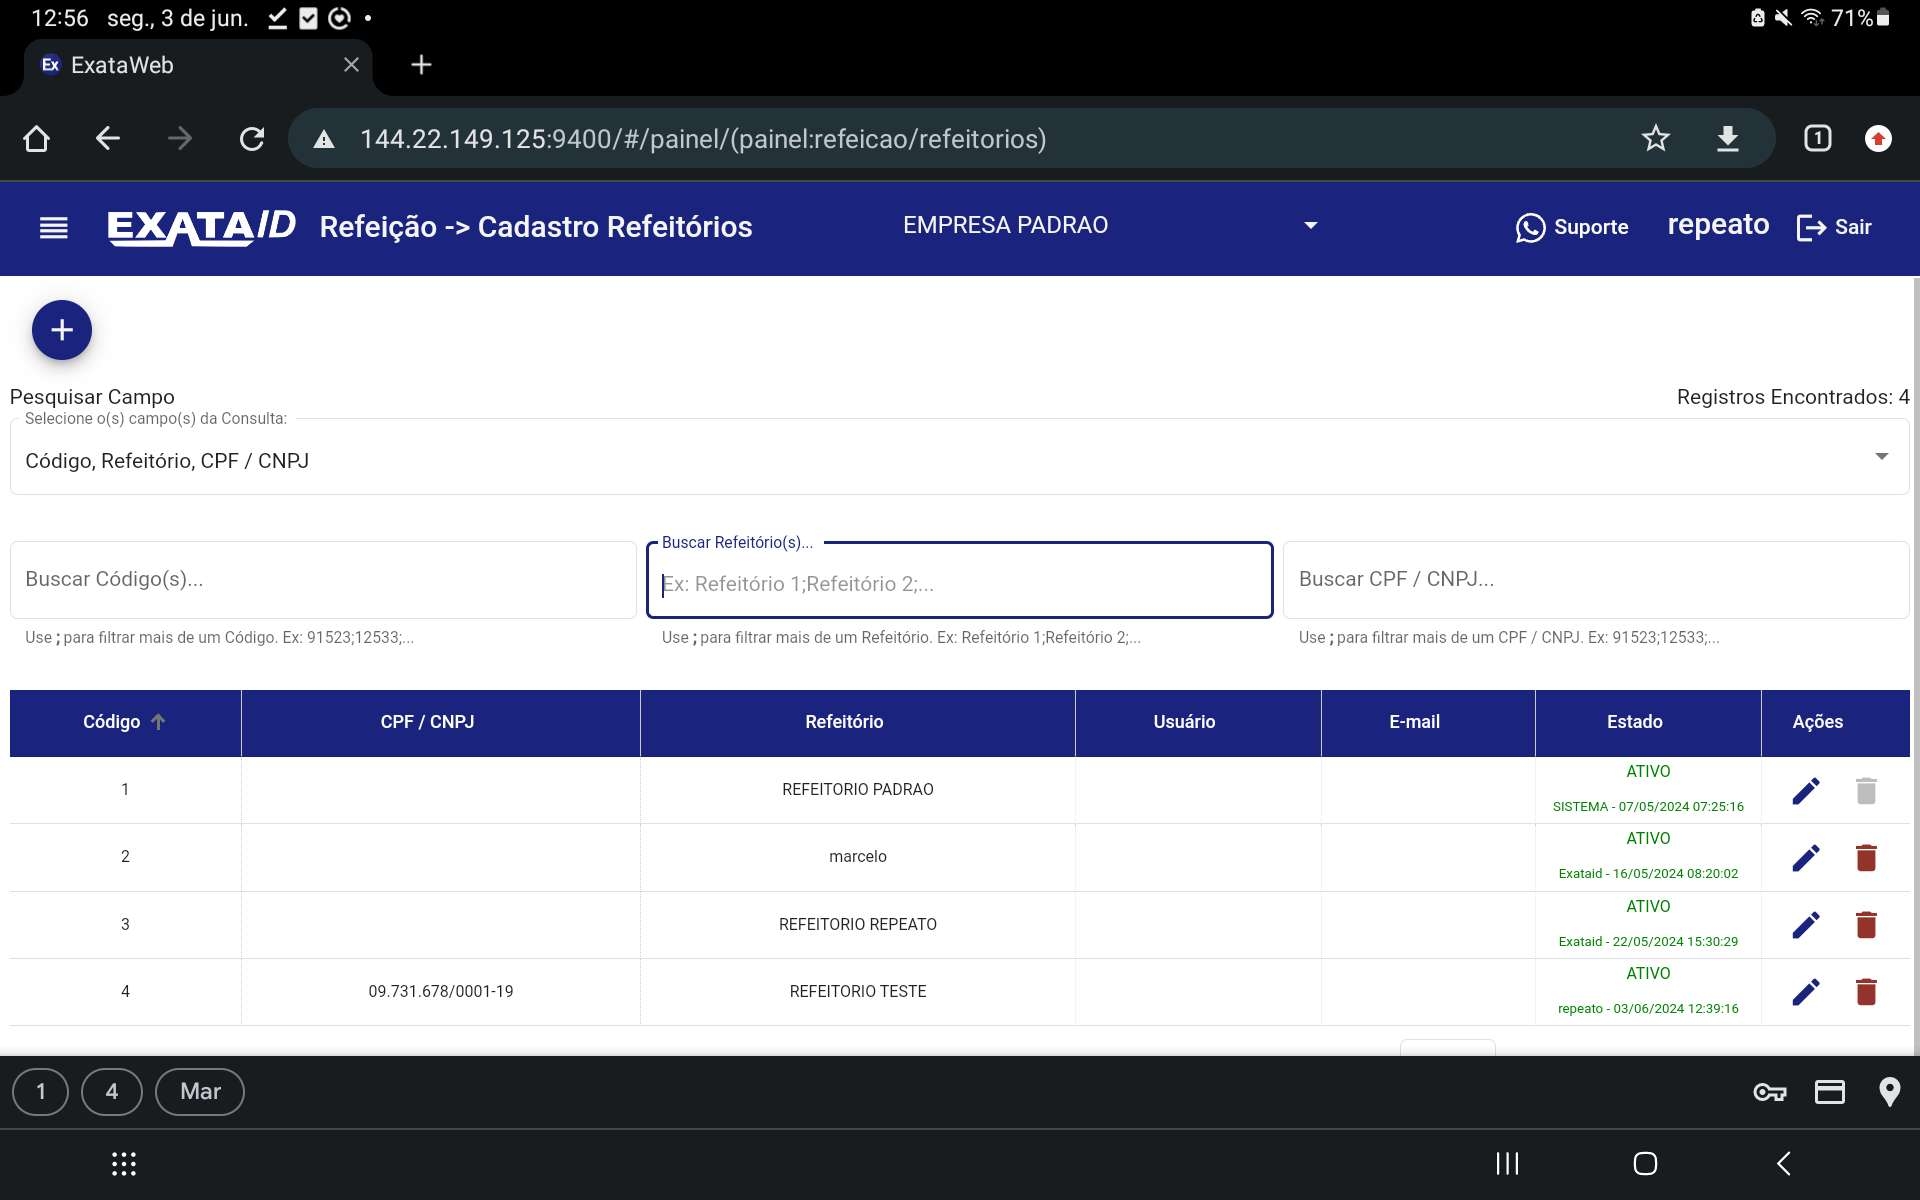 12:56 seg., 3 de jun. 71%
Ex ExataWeb
144.22.149.125:9400/#/painel/(painel:refeicao/refeitorios) 1
EXATAID Refeição -> Cadastro Refeitórios EMPRESA PADRAO Suporte repeato Sair
+
Pesquisar Campo Registros Encontrados: 4
Selecione o(s) campo(s) da Consulta:
Código, Refeitório, CPF / CNPJ
Buscar Refeitório(s)...
Buscar Código(s)... Ex: Refeitório 1;Refeitório 2;... Buscar CPF / CNPJ...
Use ; para filtrar mais de um Código. Ex: 91523;12533;... Use ; para filtrar mais de um Refeitório. Ex: Refeitório 1;Refeitório 2;... Use ; para filtrar mais de um CPF / CNPJ. Ex: 91523;12533;...
Código CPF / CNPJ Refeitório Usuário E-mail Estado Ações
1 REFEITORIO PADRAO ATIVO
SISTEMA - 07/05/2024 07:25:16
2 marcelo ATIVO
Exataid - 16/05/2024 08:20:02
3 REFEITORIO REPEATO ATIVO
Exataid - 22/05/2024 15:30:29
4 09.731.678/0001-19 REFEITORIO TESTE ATIVO
repeato - 03/06/2024 12:39:16
1 4 Mar